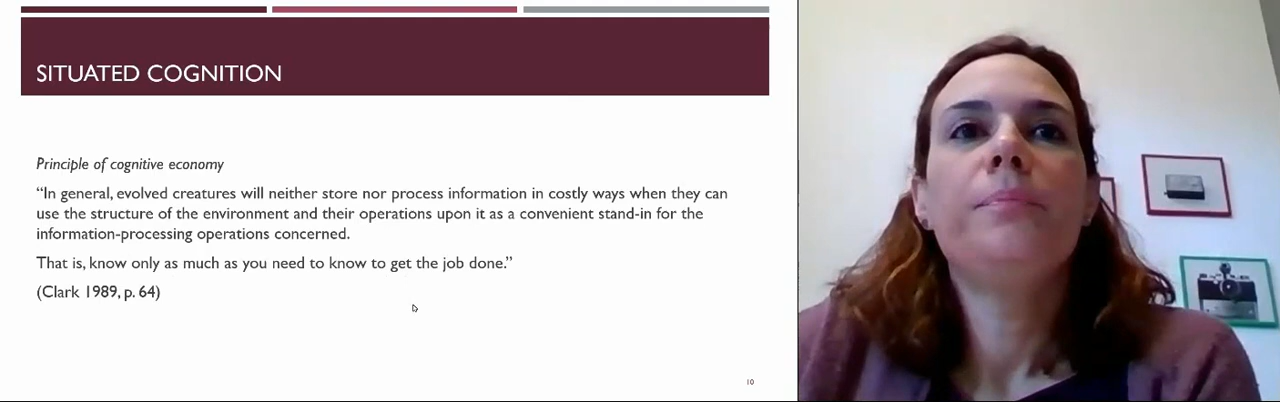 SITUATED COGNITION
Principle of cognitive economy
“In general, evolved creatures will neither store nor process information in costly ways when they can
use the structure of the environment and their operations upon it as a convenient stand-in for the
information-processing operations concerned.
That is, know only as much as you need to know to get the job done.”
(Clark 1989, p. 64)
10